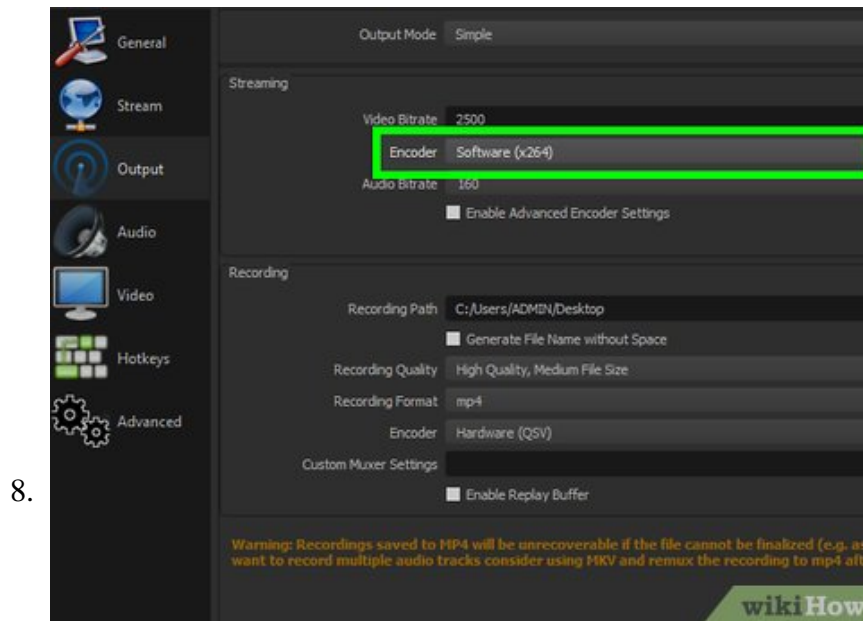 General
Stream
Output
Audio
Video
Hotkeys
Advanced
Output Mode Simple
Streaming
Video Bitrate 2500
Encoder Software (x264)
Audio Bitrate 160
Enable Advanced Encoder Settings
Recording
Recording Path C:/Users/ADMIN/Desktop
Generate File Name without Space
Recording Quality High Quality, Medium File Size
Recording Format mp4
Encoder Hardware (QSV)
Custom Muxer Settings
Enable Replay Buffer
8.
Warning: Recordings saved to MP4 will be unrecoverable if the file cannot be finalized (e.g. as
want to record multiple audio tracks consider using MKV and remux the recording to mp4 aft
wikiHow